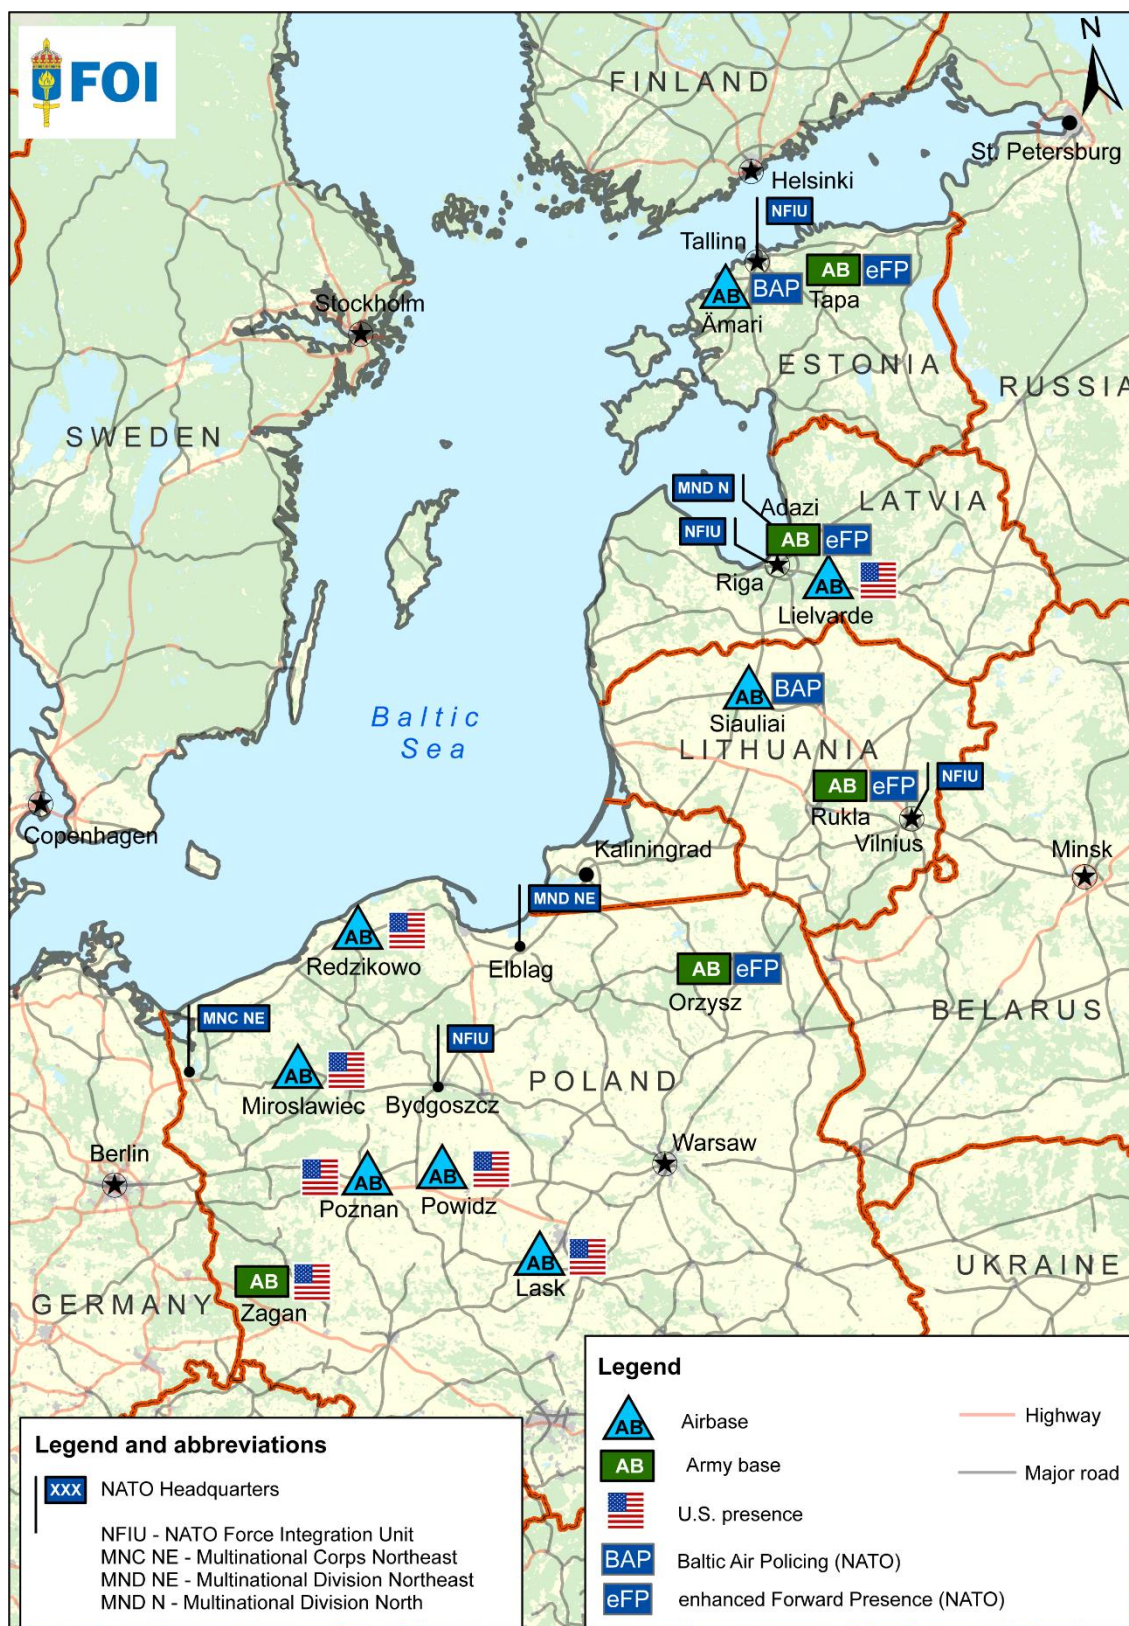 FOI
N
FINLAND
St. Petersburg
Helsinki
NFIU
Tallinn
AB
BAP
AB
eFP
Ämari
Tapa
Stockholm
ESTONIA
RUSSIA
SWEDEN
MND N
Adazi
LATVIA
NFIU
AB
eFP
Riga
AB
Lielvarde
AB
BAP
Siauliai
Baltic
Sea
LITHUANIA
NFIU
AB
eFP
Rukla
Vilnius
Copenhagen
Kaliningrad
Minsk
MND NE
AB
Redzikowo
Elblag
AB
eFP
Orzysz
BELARUS
MNC NE
NFIU
AB
Miroslawiec
Bydgoszcz
POLAND
Berlin
Warsaw
AB
Poznan
AB
Powidz
AB
Lask
UKRAINE
AB
Zagan
GERMANY
Legend and abbreviations
XXX NATO Headquarters
NFIU - NATO Force Integration Unit
MNC NE - Multinational Corps Northeast
MND NE - Multinational Division Northeast
MND N - Multinational Division North
Legend
AB Airbase
AB Army base
U.S. presence
BAP Baltic Air Policing (NATO)
eFP enhanced Forward Presence (NATO)
Highway
Major road